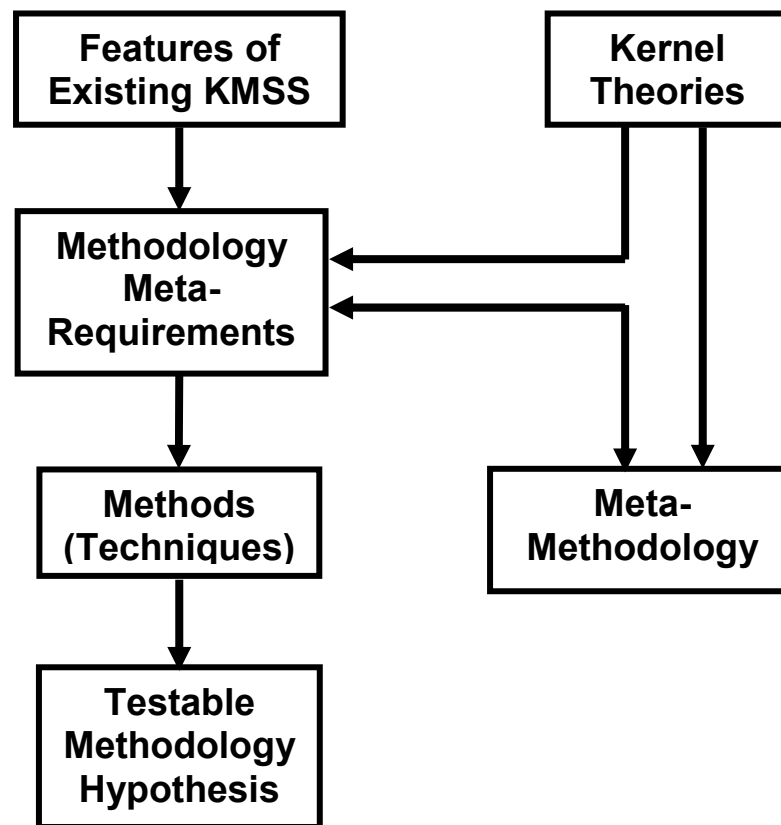 Features of
Existing KMSS
Kernel
Theories
Methodology
Meta-
Requirements
Methods
(Techniques)
Meta-
Methodology
Testable
Methodology
Hypothesis